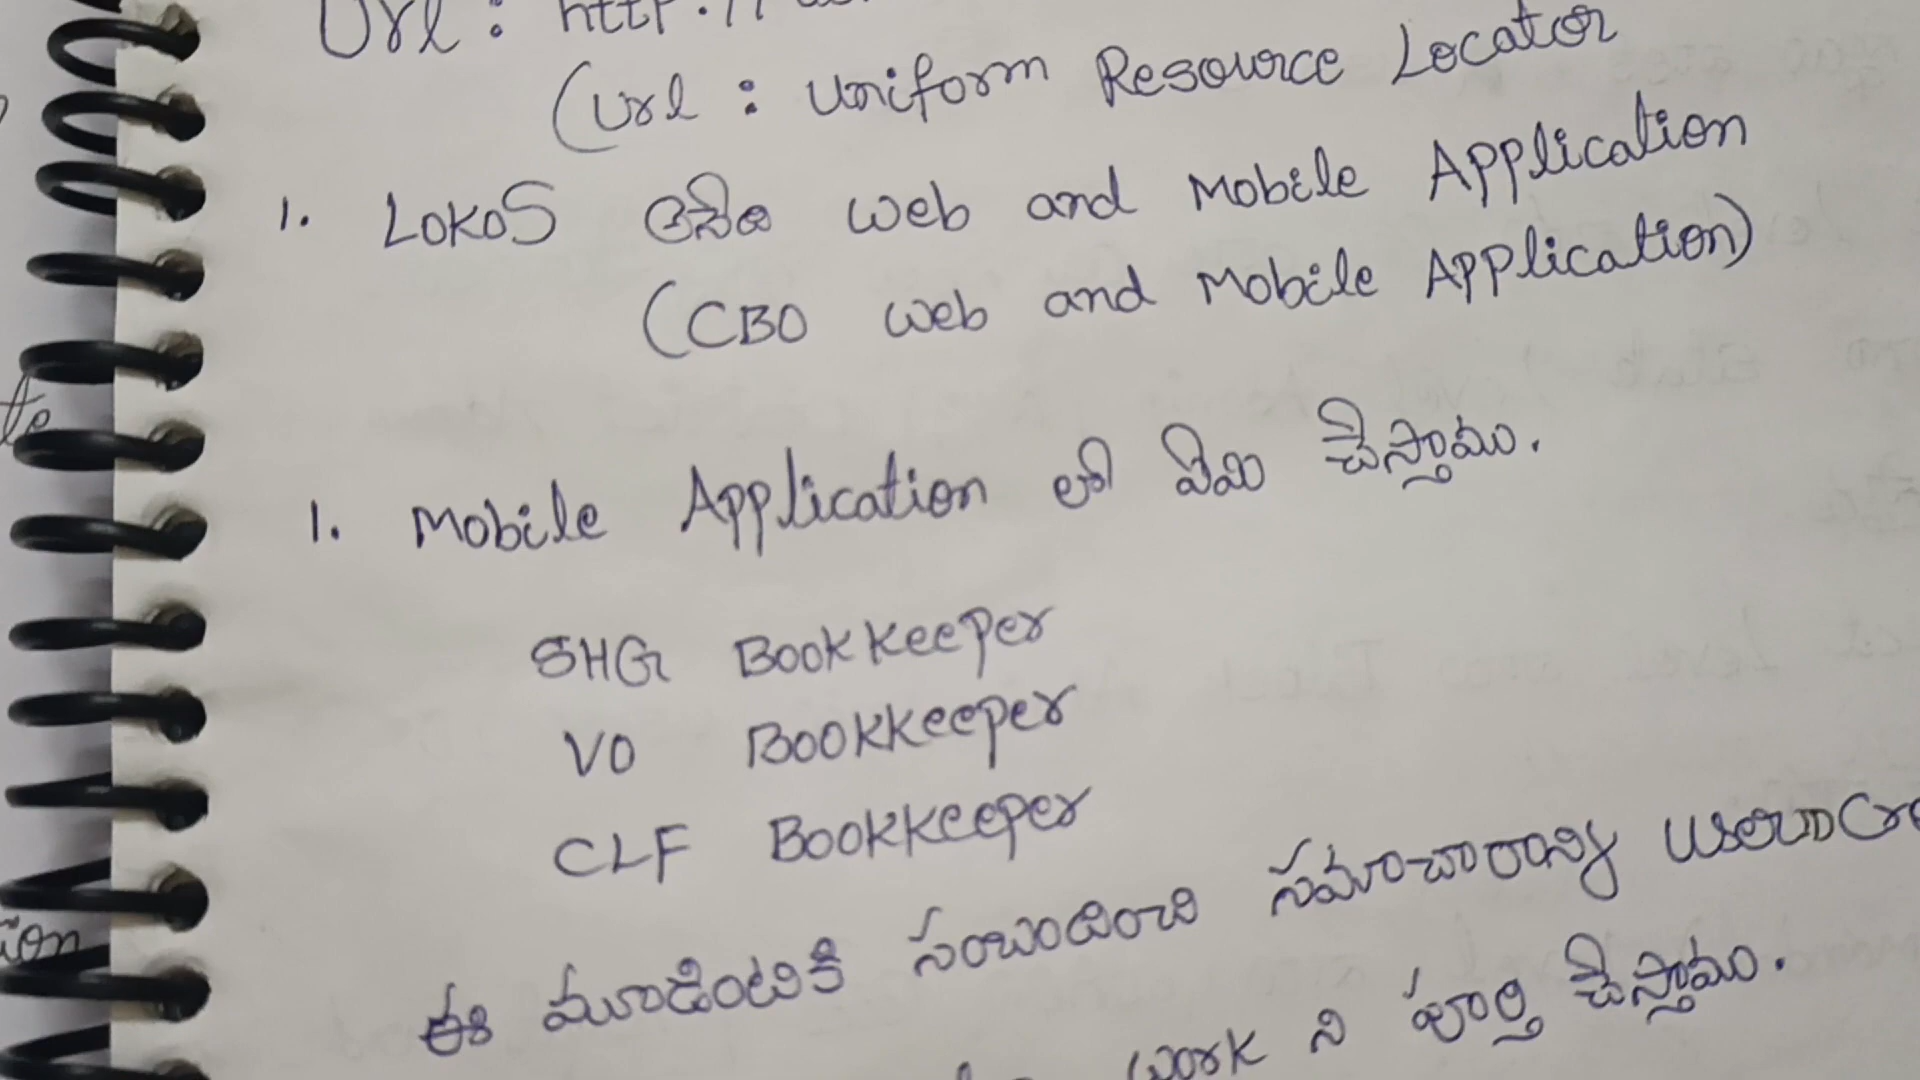 Url : http://
(Url : Uniform Resource Locator
1. LOKOS అనేది web and Mobile Application
(CBO web and Mobile Application)
1. Mobile Application లో ఏమి చేస్తాము.
SHG Bookkeeper
VO Bookkeeper
CLF Bookkeeper
ఈ మూడింటికి సంబందించి సమాచారాన్ని
work ని పూర్తి చేస్తాము.